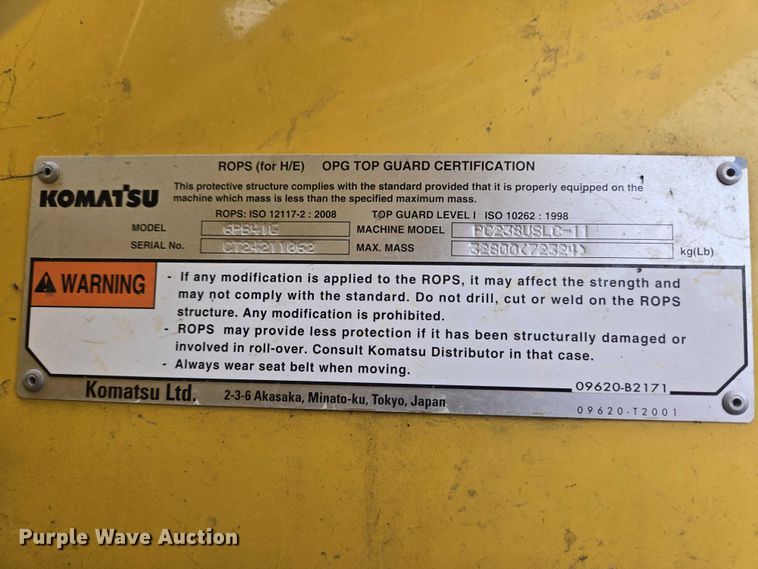 ROPS (for H/E) OPG TOP GUARD CERTIFICATION
KOMATSU
This protective structure complies with the standard provided that it is properly equipped on the
machine which mass is less than the specified maximum mass.
ROPS: ISO 12117-2 : 2008 TOP GUARD LEVEL I ISO 10262 : 1998
MODEL 6PB41G MACHINE MODEL PC238USLC-11
SERIAL No. CT24211062 MAX. MASS 32800(72324) kg(Lb)
WARNING
- If any modification is applied to the ROPS, it may affect the strength and
may not comply with the standard. Do not drill, cut or weld on the ROPS
structure. Any modification is prohibited.
- ROPS may provide less protection if it has been structurally damaged or
involved in roll-over. Consult Komatsu Distributor in that case.
- Always wear seat belt when moving.
09620-B2171
Komatsu Ltd. 2-3-6 Akasaka, Minato-ku, Tokyo, Japan
09620-T2001
Purple Wave Auction